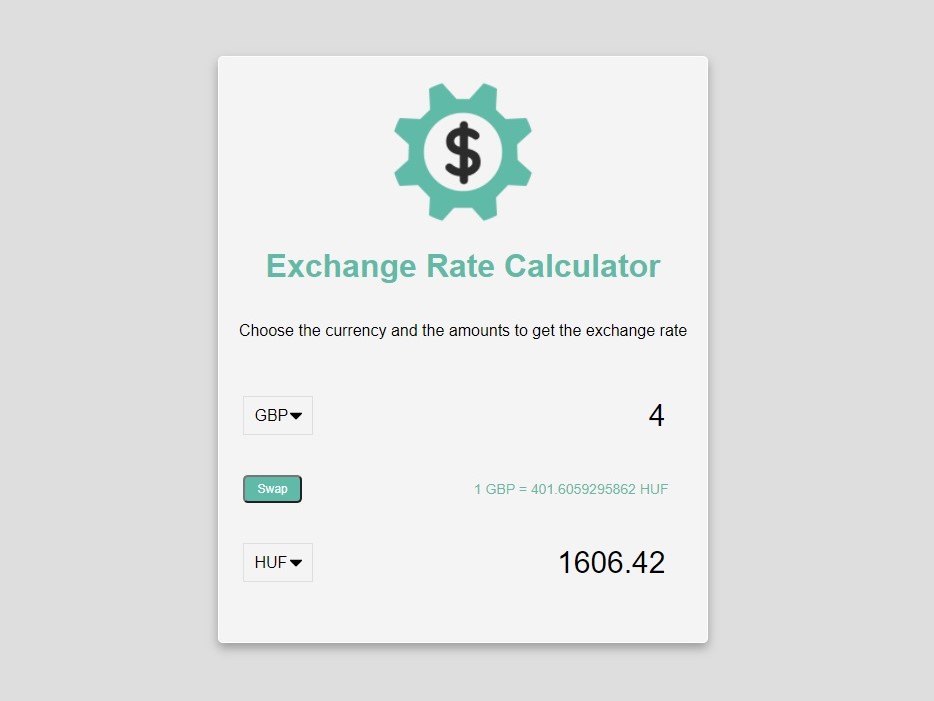 $
Exchange Rate Calculator
Choose the currency and the amounts to get the exchange rate
GBP 4
Swap 1 GBP = 401.6059295862 HUF
HUF 1606.42